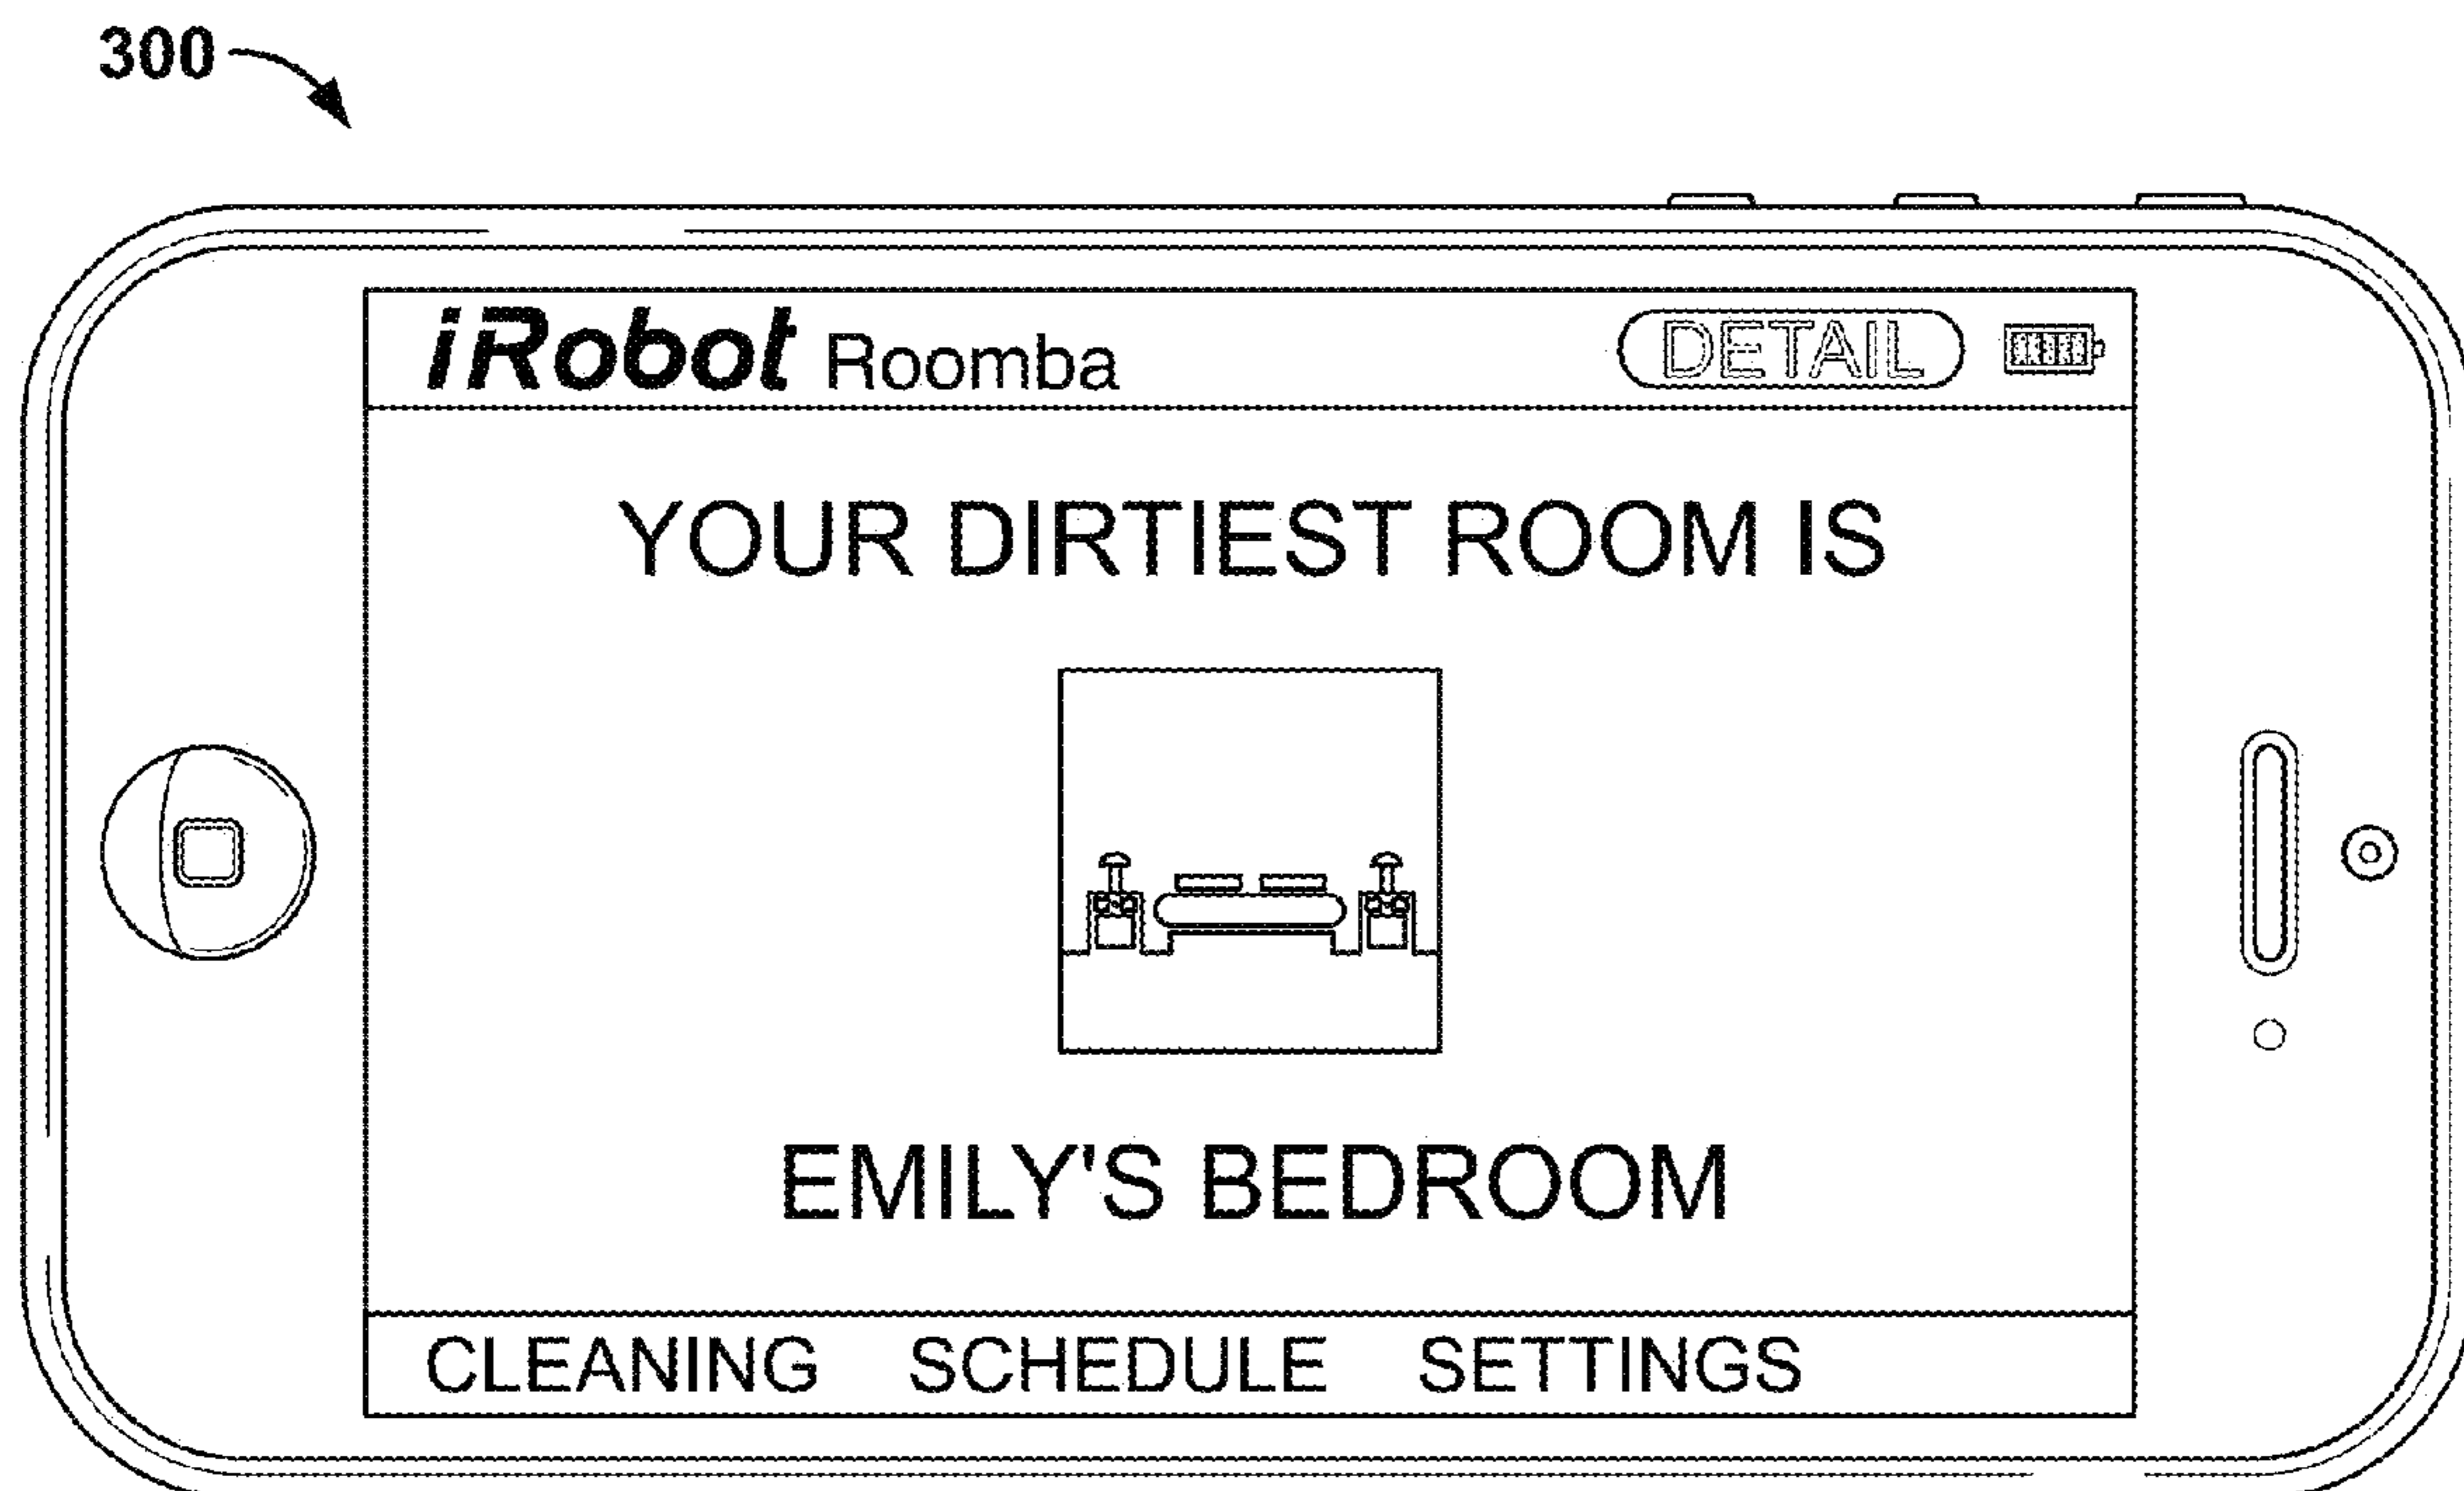 300
iRobot Roomba DETAIL
YOUR DIRTIEST ROOM IS
EMILY'S BEDROOM
CLEANING SCHEDULE SETTINGS